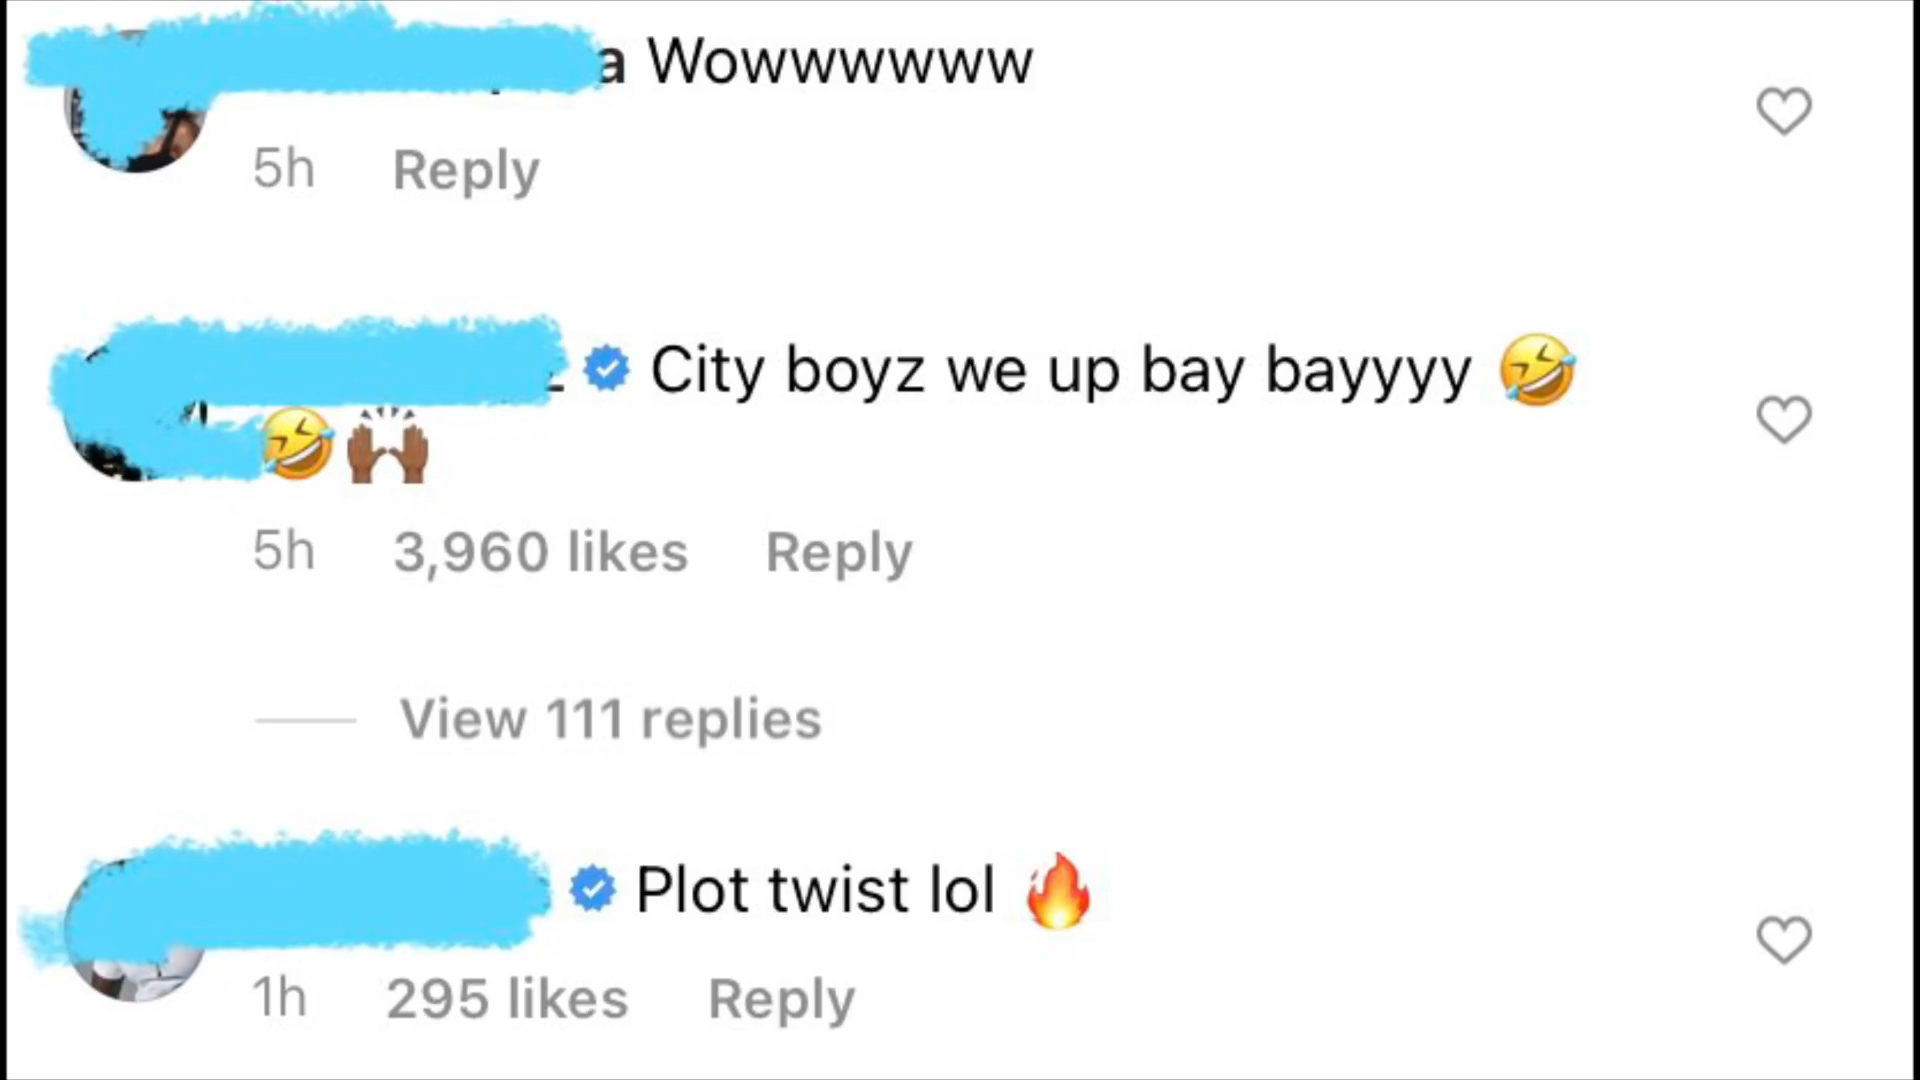 a Wowwwwww
5h Reply
City boyz we up bay bayyyy 🤣
🤣🙌🏾
5h 3,960 likes Reply
View 111 replies
Plot twist lol 🔥
1h 295 likes Reply